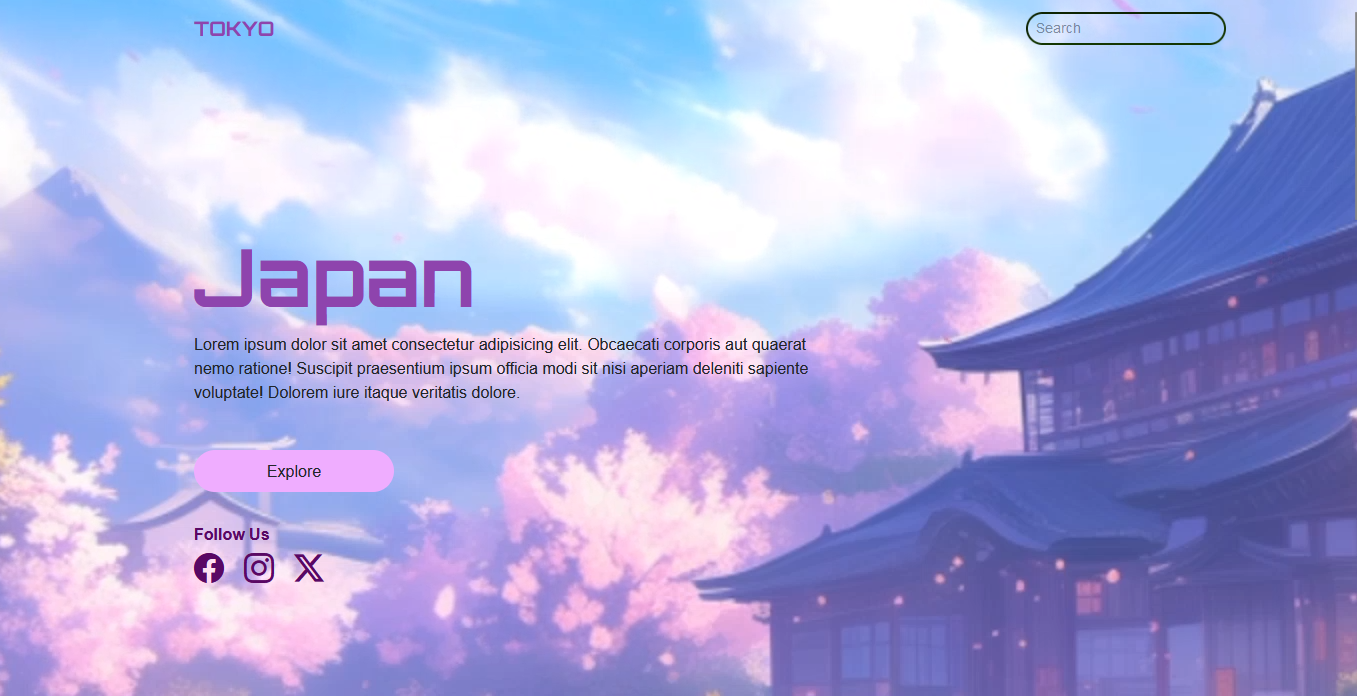 TOKYO
Search
Japan
Lorem ipsum dolor sit amet consectetur adipisicing elit. Obcaecati corporis aut quaerat
nemo ratione! Suscipit praesentium ipsum officia modi sit nisi aperiam deleniti sapiente
voluptate! Dolorem iure itaque veritatis dolore.
Explore
Follow Us